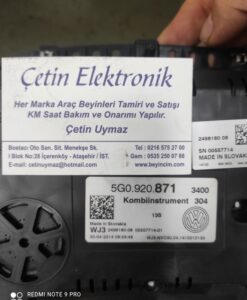 Çetin Elektronik
Her Marka Araç Beyinleri Tamiri ve Satışı
KM Saat Bakım ve Onarımı Yapılır.
Çetin Uymaz
Bostancı Oto San. Sit. Menekşe Sk.
I Blok No:26 İçerenköy - Ataşehir / İST.
E-mail: cetinuymaz@hotmail.com
Tel : 0216 575 27 00
Gsm : 0535 250 07 88
www.beyincim.com
2498180 08
SN 00557714
MADE IN SLOVAKIA
5G0.920.871 3400
Kombiinstrument 304
Made in Slovakia
WJ3
REDMI NOTE 9 PRO